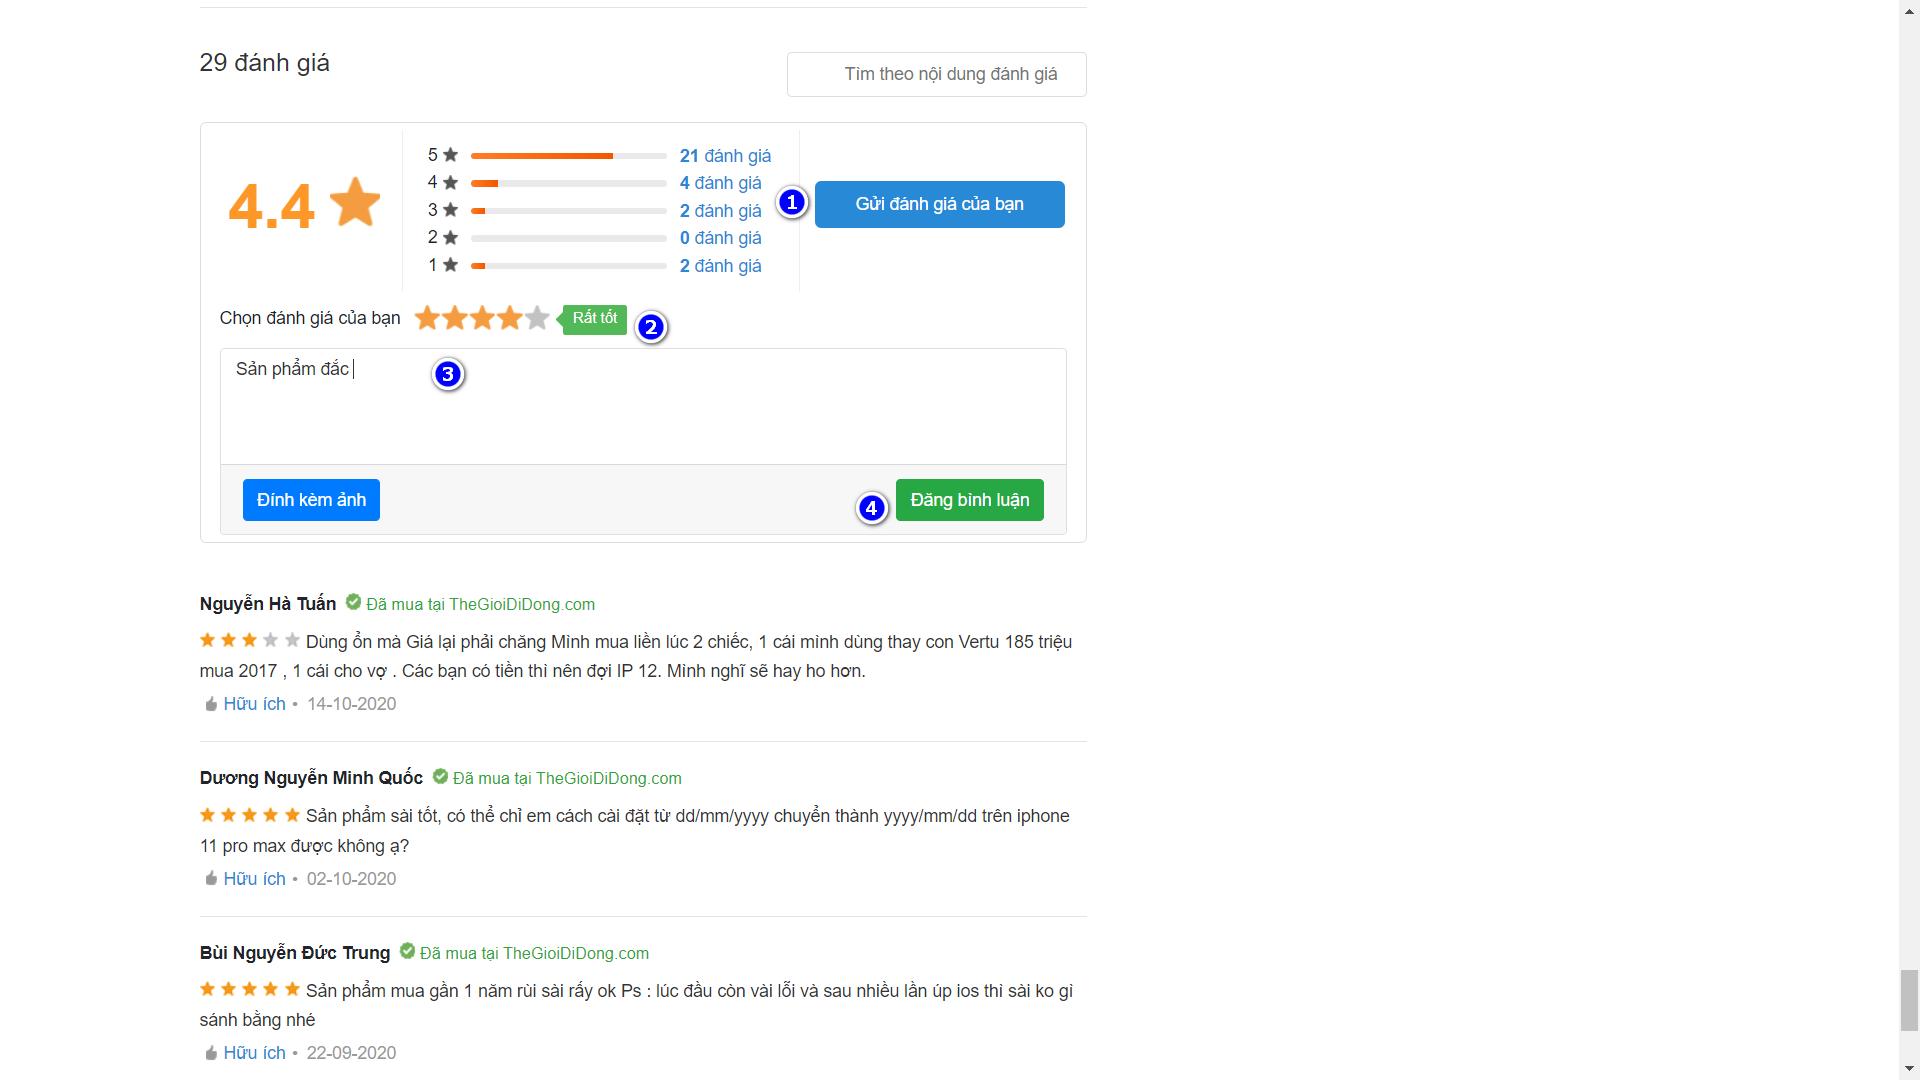 29 đánh giá
Tìm theo nội dung đánh giá
4.4
5 21 đánh giá
4 4 đánh giá
3 2 đánh giá
2 0 đánh giá
1 2 đánh giá
1
Gửi đánh giá của bạn
Chọn đánh giá của bạn Rất tốt 2
Sản phẩm đắc 3
Đính kèm ảnh
4 Đăng bình luận
Nguyễn Hà Tuấn Đã mua tại TheGioiDiDong.com
Dùng ổn mà Giá lại phải chăng Mình mua liền lúc 2 chiếc, 1 cái mình dùng thay con Vertu 185 triệu
mua 2017 , 1 cái cho vợ . Các bạn có tiền thì nên đợi IP 12. Mình nghĩ sẽ hay ho hơn.
Hữu ích • 14-10-2020
Dương Nguyễn Minh Quốc Đã mua tại TheGioiDiDong.com
Sản phẩm sài tốt, có thể chỉ em cách cài đặt từ dd/mm/yyyy chuyển thành yyyy/mm/dd trên iphone
11 pro max được không ạ?
Hữu ích • 02-10-2020
Bùi Nguyễn Đức Trung Đã mua tại TheGioiDiDong.com
Sản phẩm mua gần 1 năm rùi sài rấy ok Ps : lúc đầu còn vài lỗi và sau nhiều lần úp ios thì sài ko gì
sánh bằng nhé
Hữu ích • 22-09-2020